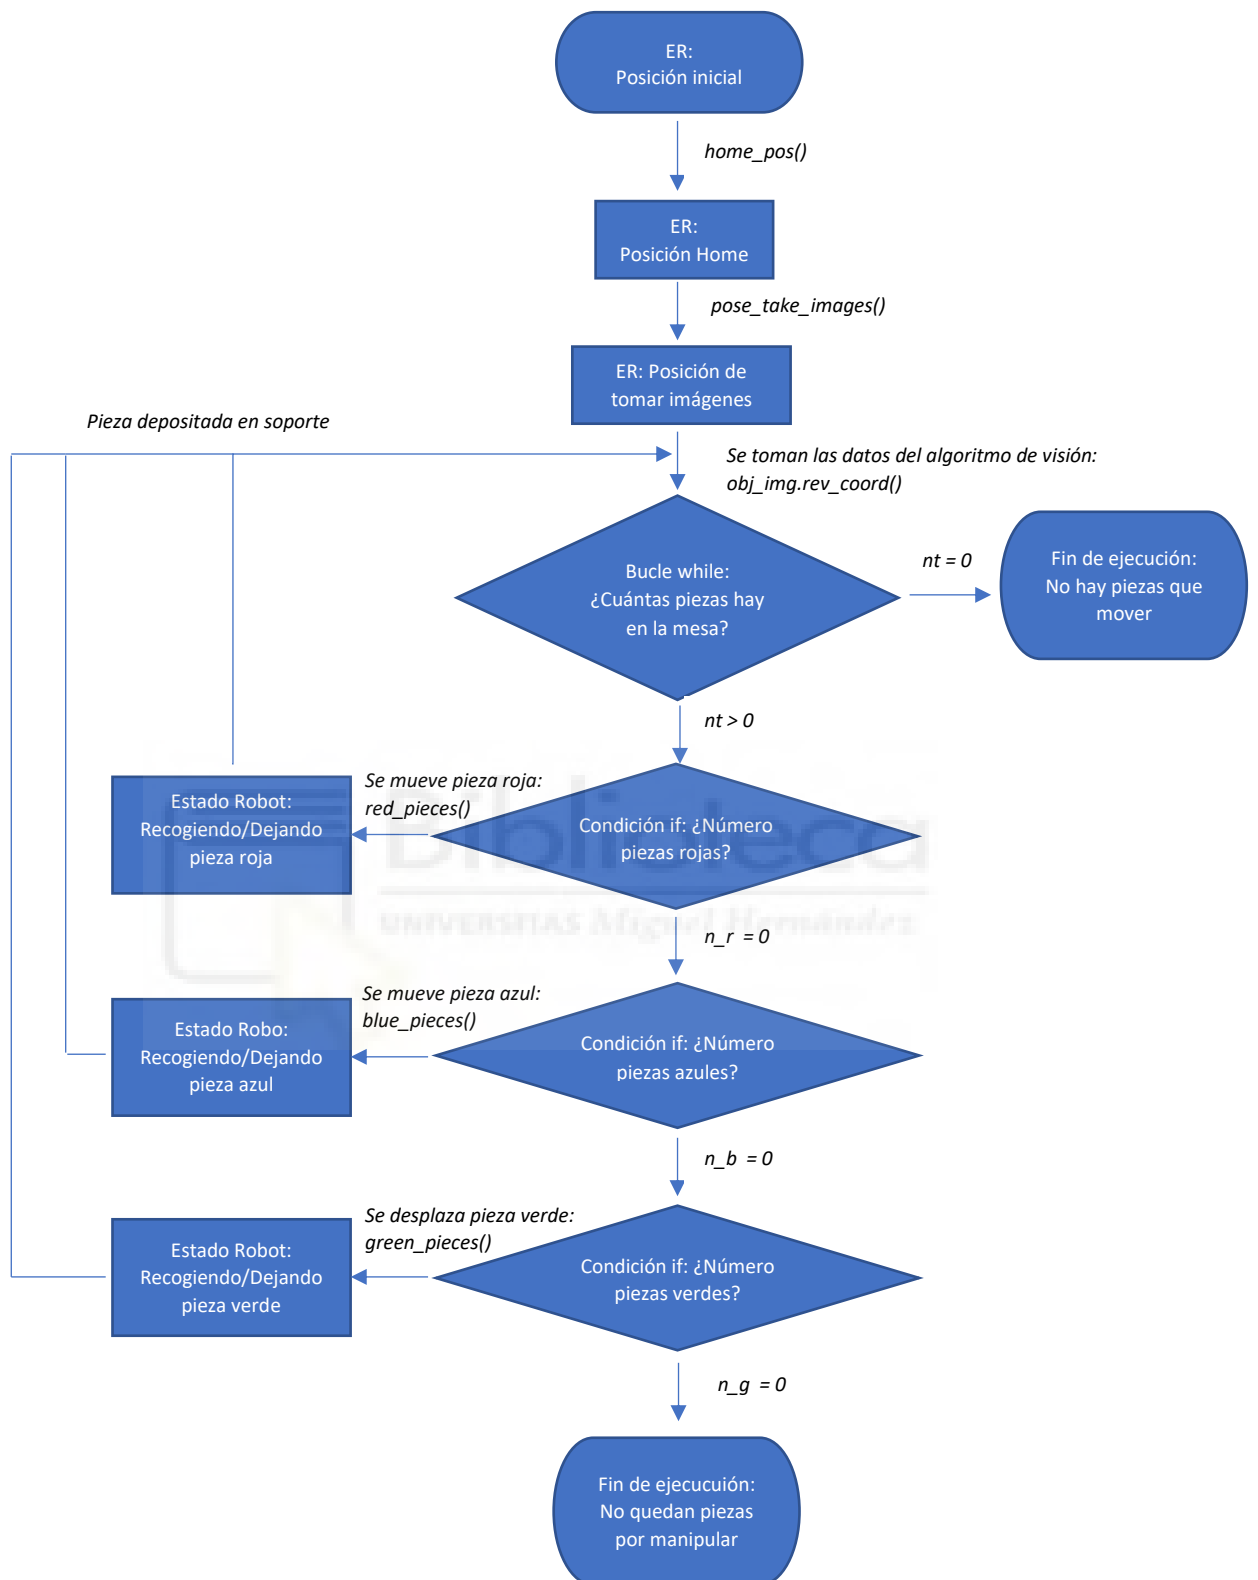 ER:
Posición inicial
home_pos()
ER:
Posición Home
pose_take_images()
ER: Posición de
tomar imágenes
Pieza depositada en soporte
Se toman las datos del algoritmo de visión:
obj_img.rev_coord()
Bucle while:
¿Cuántas piezas hay
en la mesa?
nt = 0
Fin de ejecución:
No hay piezas que
mover
nt > 0
Se mueve pieza roja:
red_pieces()
Estado Robot:
Recogiendo/Dejando
pieza roja
Condición if: ¿Número
piezas rojas?
Biblioteca
UNIVERSITAS Miguel Hernández
n_r = 0
Se mueve pieza azul:
blue_pieces()
Estado Robo:
Recogiendo/Dejando
pieza azul
Condición if: ¿Número
piezas azules?
n_b = 0
Se desplaza pieza verde:
green_pieces()
Estado Robot:
Recogiendo/Dejando
pieza verde
Condición if: ¿Número
piezas verdes?
n_g = 0
Fin de ejecucuión:
No quedan piezas
por manipular